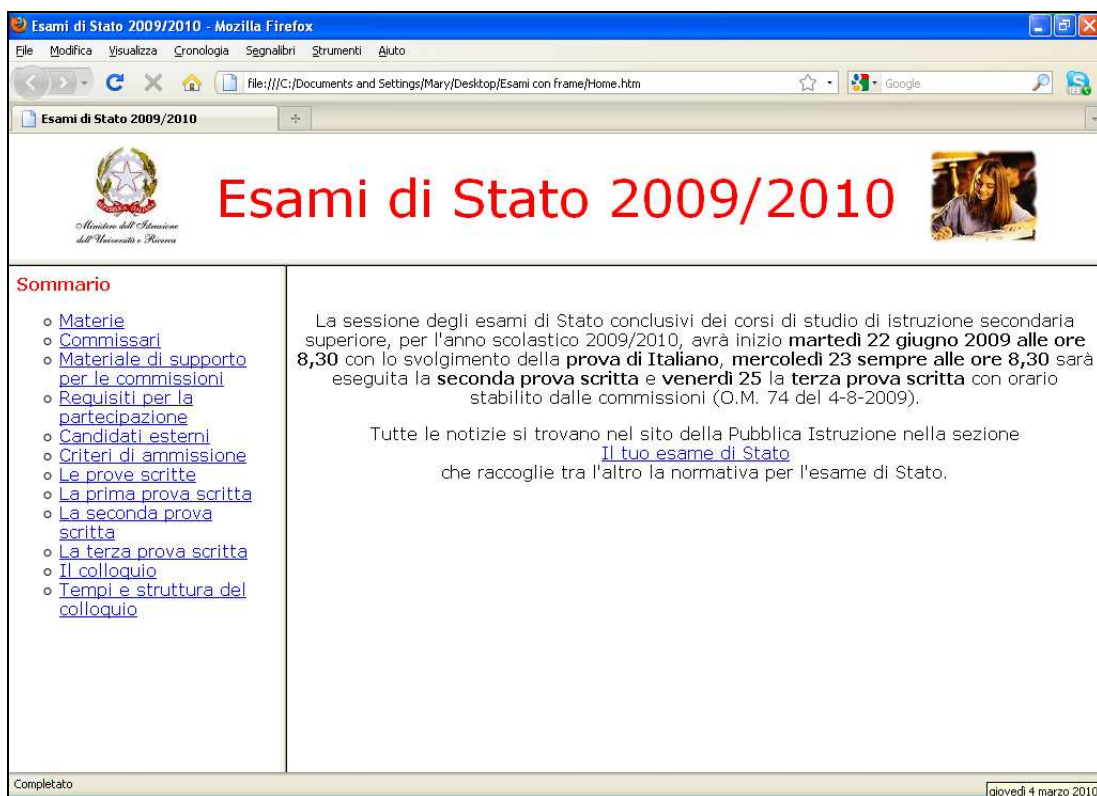 Esami di Stato 2009/2010 - Mozilla Firefox
File Modifica Visualizza Cronologia Segnalibri Strumenti Aiuto
file:///C:/Documents and Settings/Mary/Desktop/Esami con frame/Home.htm
Google
Esami di Stato 2009/2010
Ministero dell'Istruzione
dell'Università e Ricerca
Esami di Stato 2009/2010
Sommario
Materie
Commissari
Materiale di supporto
per le commissioni
Requisiti per la
partecipazione
Candidati esterni
Criteri di ammissione
Le prove scritte
La prima prova scritta
La seconda prova
scritta
La terza prova scritta
Il colloquio
Tempi e struttura del
colloquio
La sessione degli esami di Stato conclusivi dei corsi di studio di istruzione secondaria
superiore, per l'anno scolastico 2009/2010, avrà inizio martedì 22 giugno 2009 alle ore
8,30 con lo svolgimento della prova di Italiano, mercoledì 23 sempre alle ore 8,30 sarà
eseguita la seconda prova scritta e venerdì 25 la terza prova scritta con orario
stabilito dalle commissioni (O.M. 74 del 4-8-2009).
Tutte le notizie si trovano nel sito della Pubblica Istruzione nella sezione
Il tuo esame di Stato
che raccoglie tra l'altro la normativa per l'esame di Stato.
Completato
giovedì 4 marzo 2010